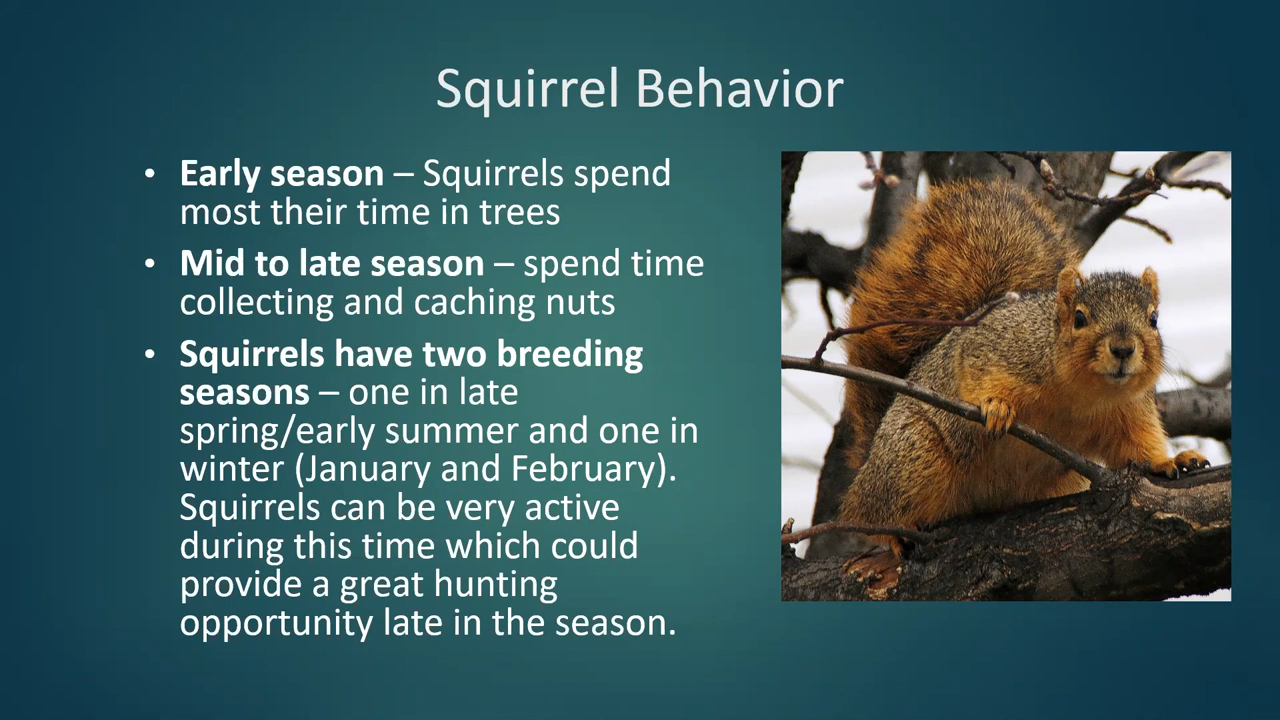 Squirrel Behavior
• Early season – Squirrels spend
most their time in trees
• Mid to late season – spend time
collecting and caching nuts
• Squirrels have two breeding
seasons – one in late
spring/early summer and one in
winter (January and February).
Squirrels can be very active
during this time which could
provide a great hunting
opportunity late in the season.